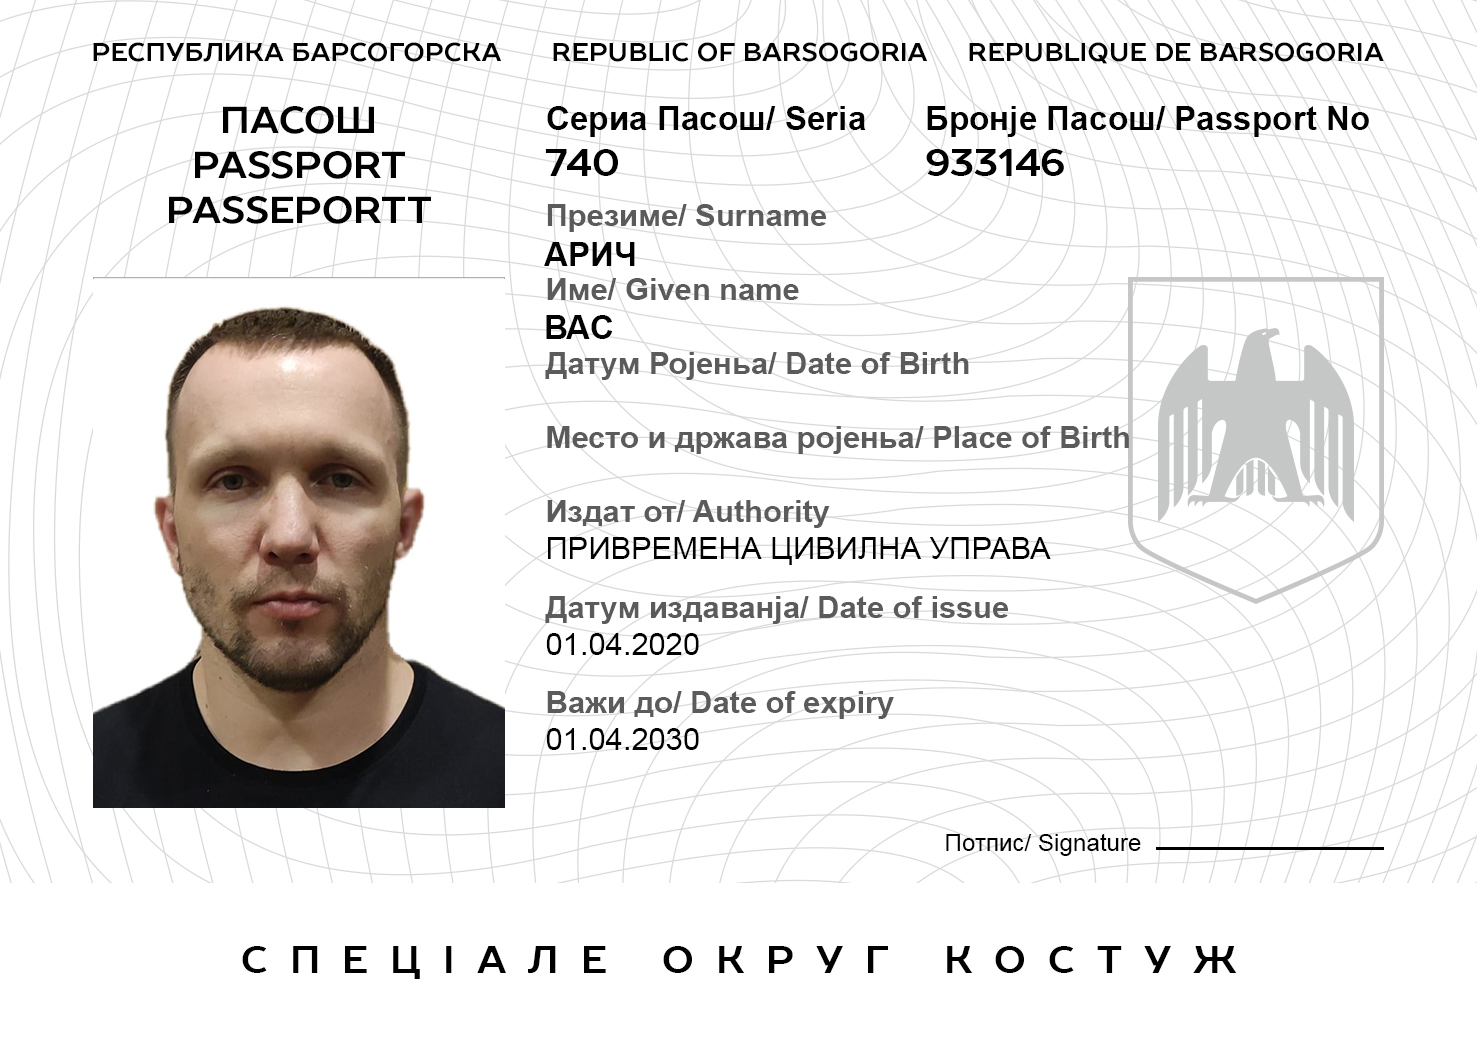 РЕСПУБЛИКА БАРСОГОРСКА REPUBLIC OF BARSOGORIA REPUBLIQUE DE BARSOGORIA
ПАСОШ
PASSPORT
PASSEPORTT
Сериа Пасош/ Seria Бронје Пасош/ Passport No
740 933146
Презиме/ Surname
АРИЧ
Име/ Given name
ВАС
Датум Ројењьа/ Date of Birth
Место и држава ројењьа/ Place of Birth
Издат от/ Authority
ПРИВРЕМЕНА ЦИВИЛНА УПРАВА
Датум издаванја/ Date of issue
01.04.2020
Важи до/ Date of expiry
01.04.2030
Потпис/ Signature
СПЕЦІАЛЕ ОКРУГ КОСТУЖ